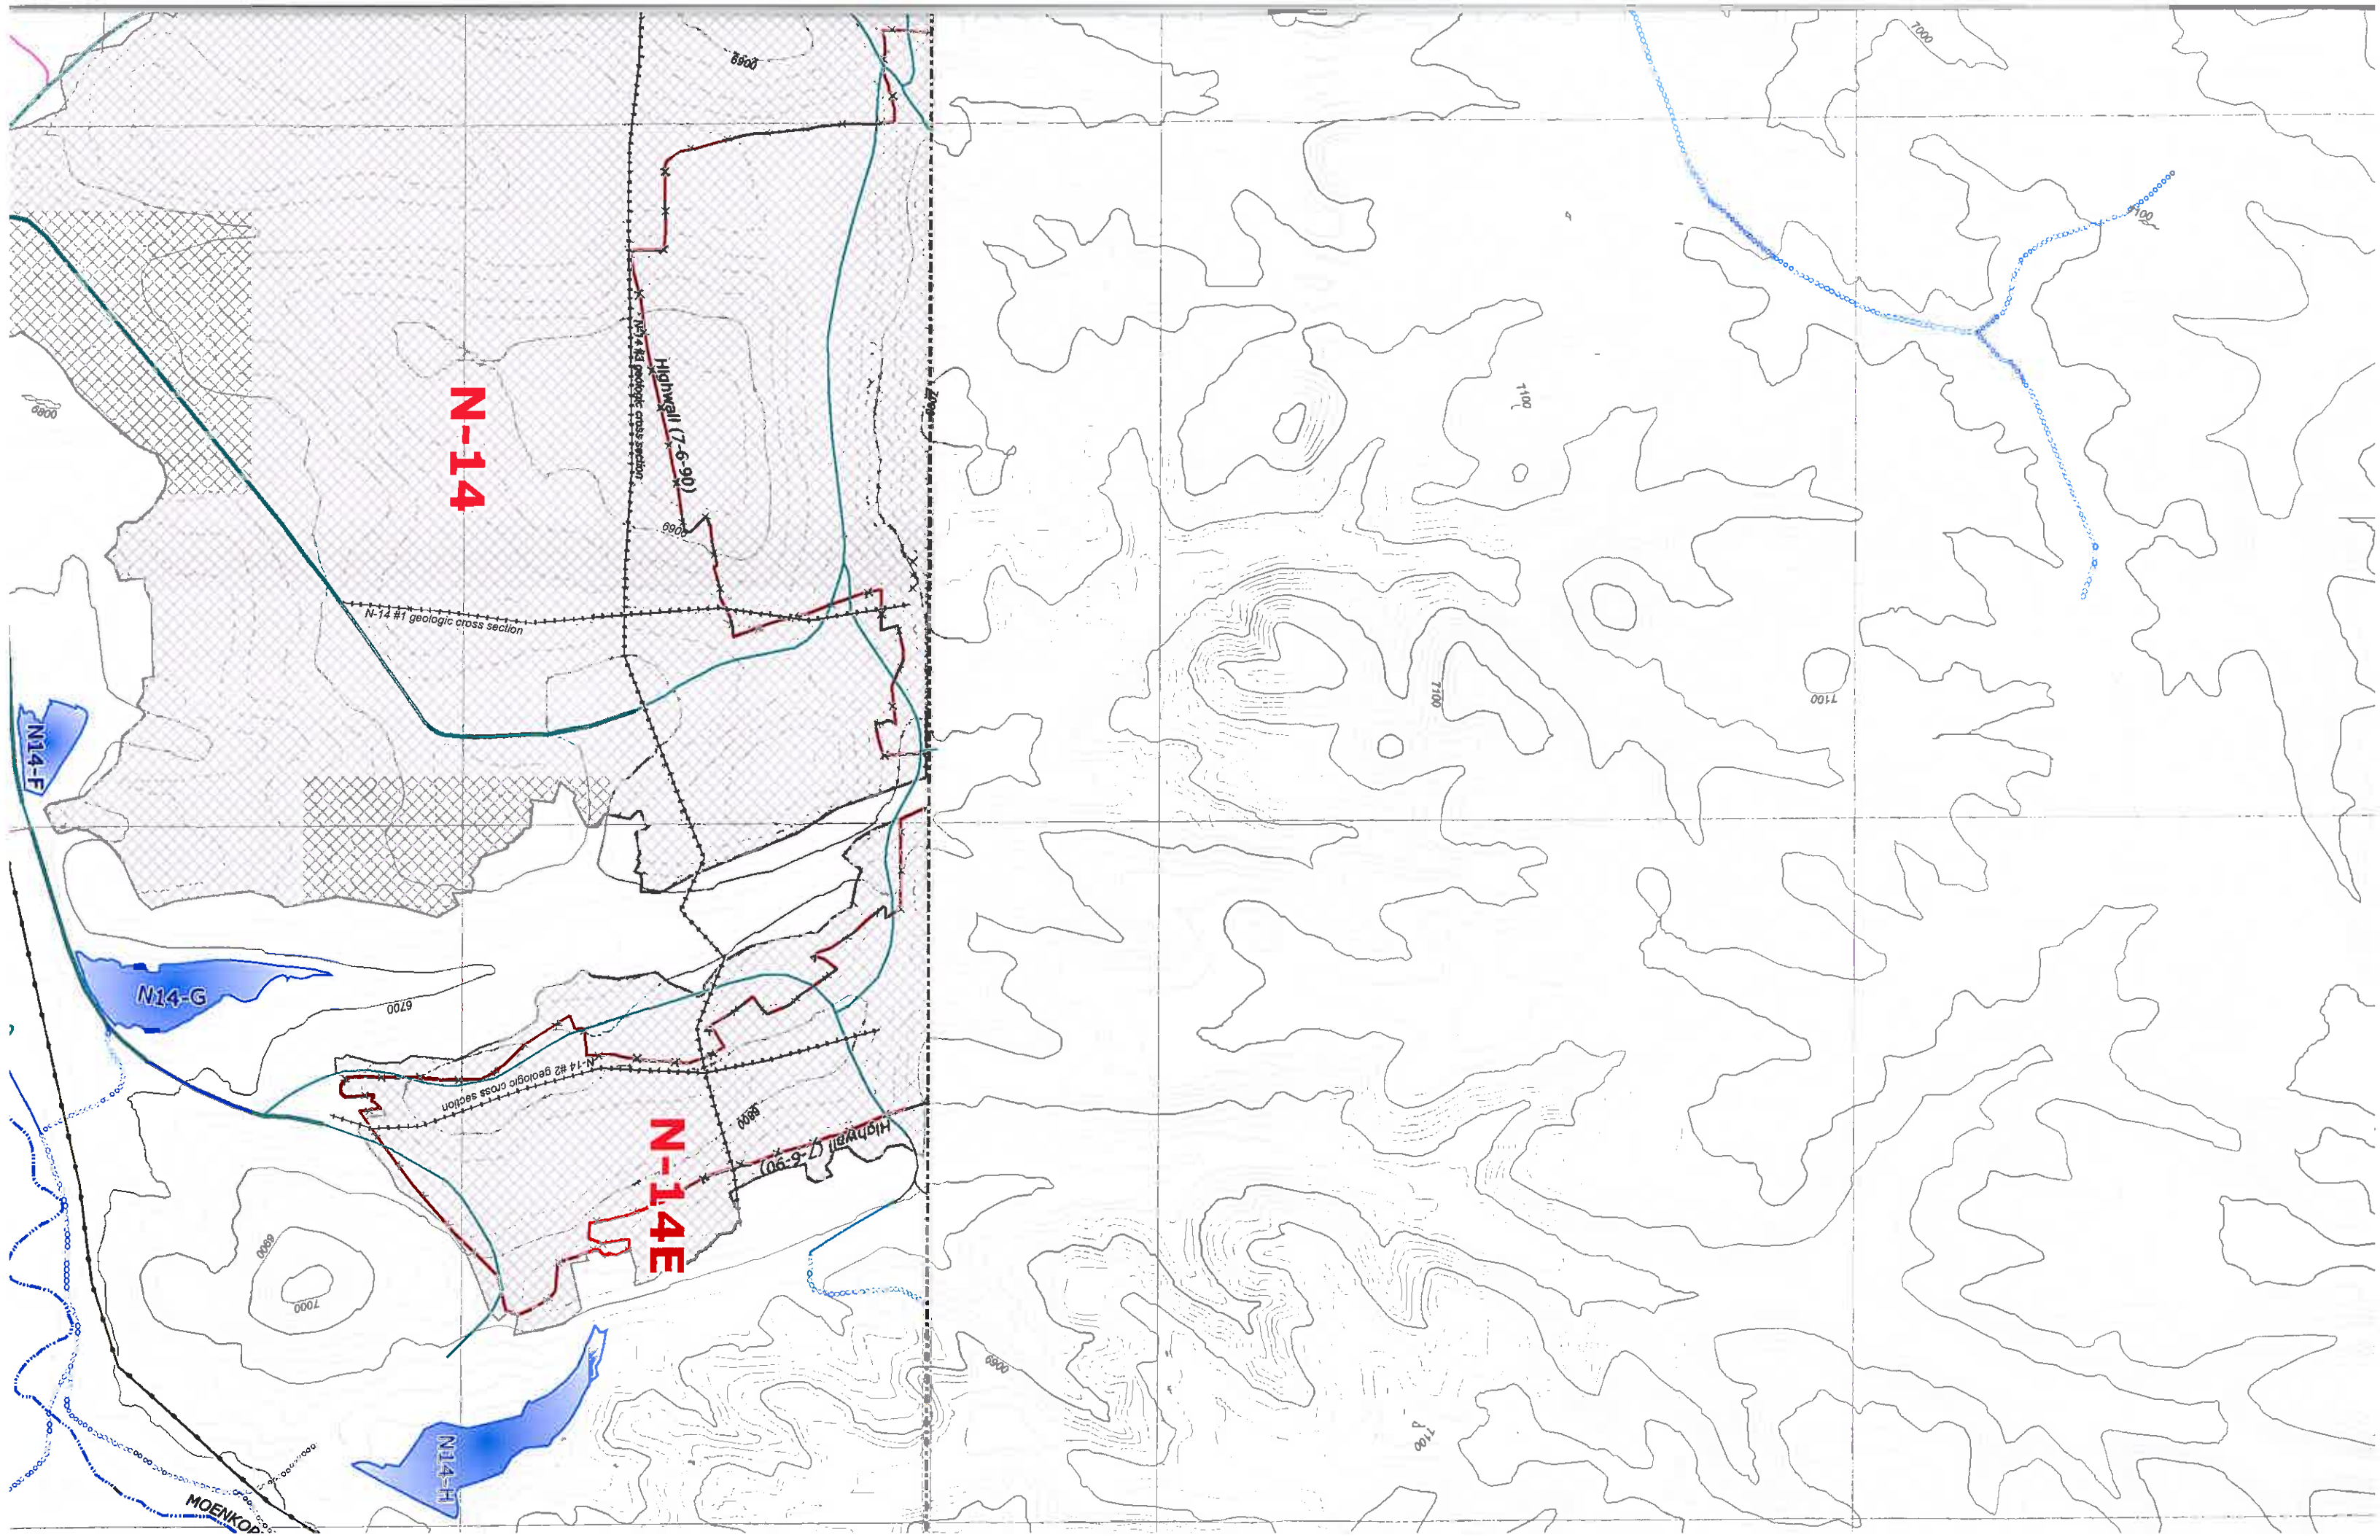 6900
7000
7100
6800
N-14
N-14 #3 geologic cross section
Highwall (7-6-90)
7100
6900
N-14 #1 geologic cross section
7100
7100
N14-F
N14-G
6700
N-14 #2 geologic cross section
6800
N-14E
Highwall (7-6-90)
6900
7000
6900
7100
N14-H
MOENKOP